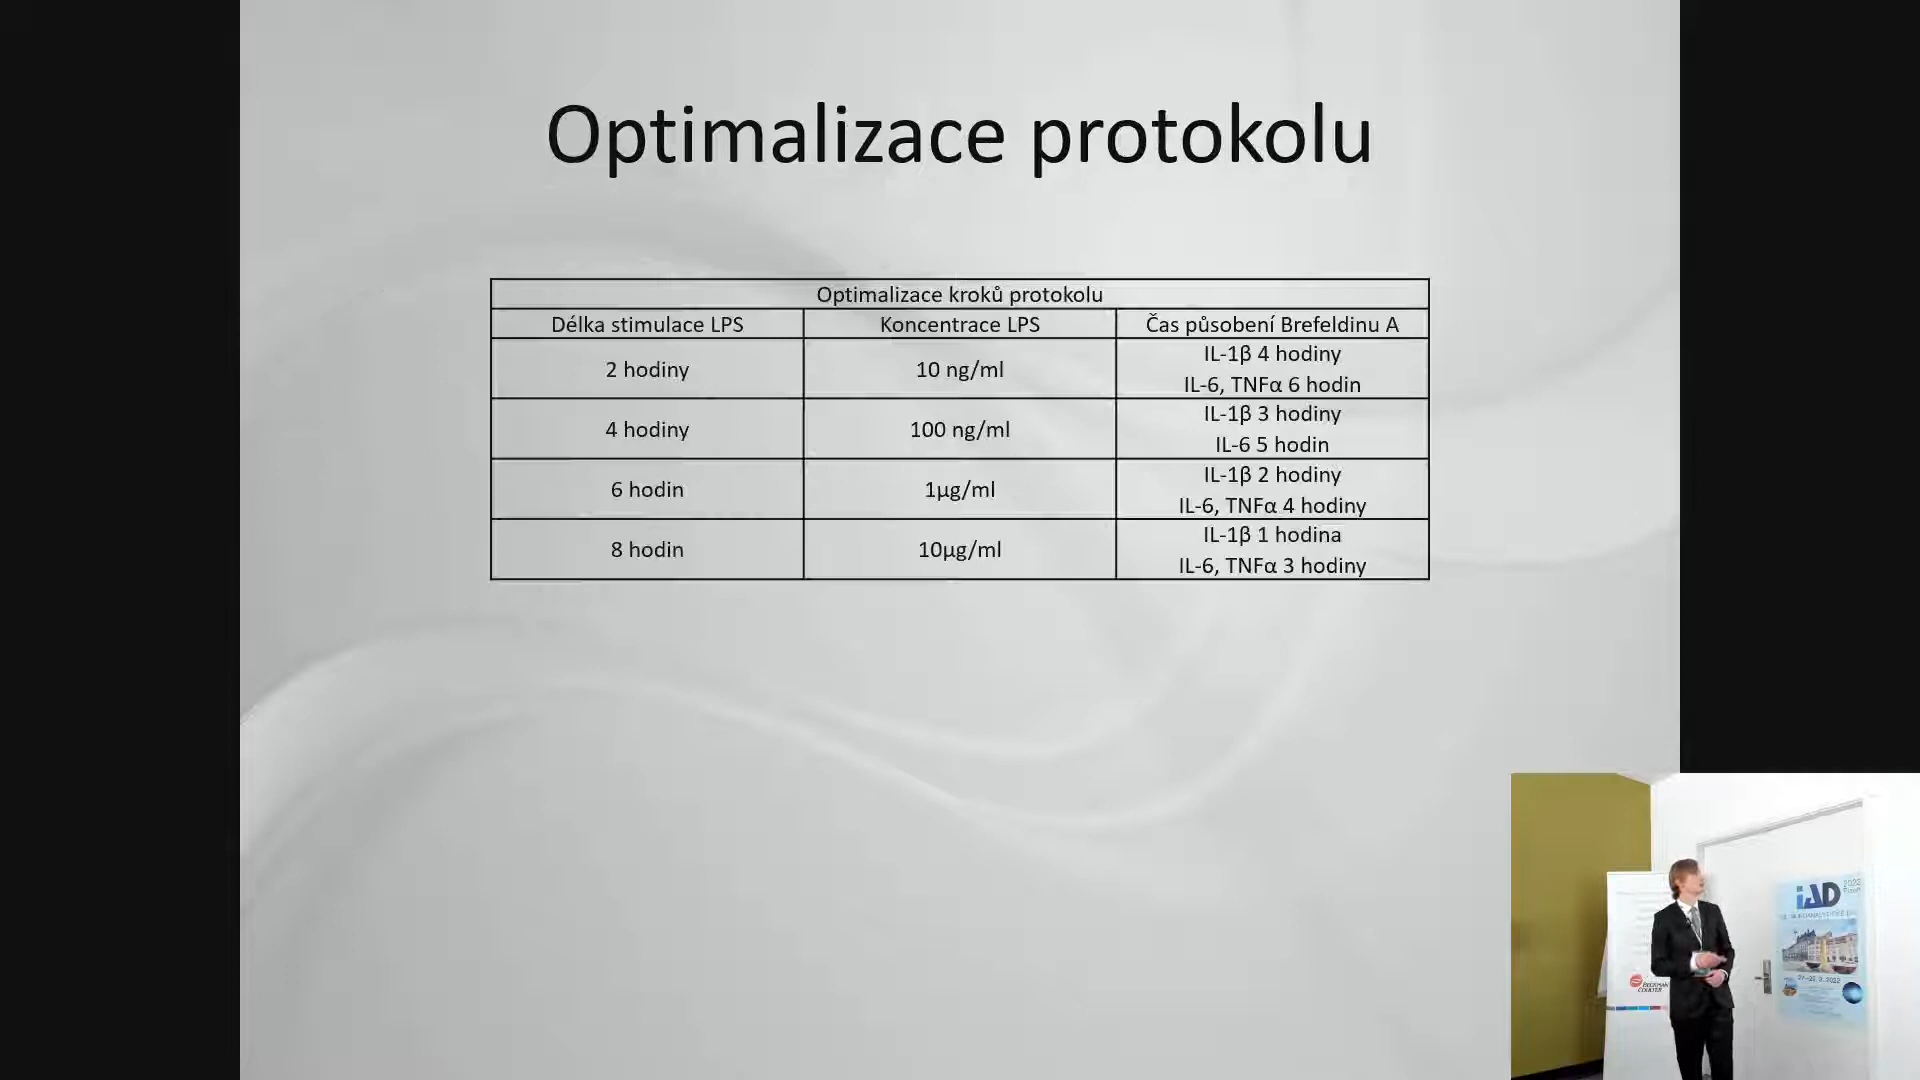 Optimalizace protokolu
Optimalizace kroků protokolu
Délka stimulace LPS
Koncentrace LPS
Čas působení Brefeldinu A
2 hodiny
10 ng/ml
IL-1β 4 hodiny
IL-6, TNFα 6 hodin
4 hodiny
100 ng/ml
IL-1β 3 hodiny
IL-6 5 hodin
6 hodin
1µg/ml
IL-1β 2 hodiny
IL-6, TNFα 4 hodiny
8 hodin
10µg/ml
IL-1β 1 hodina
IL-6, TNFα 3 hodiny
iAD
BECKMAN
COULTER